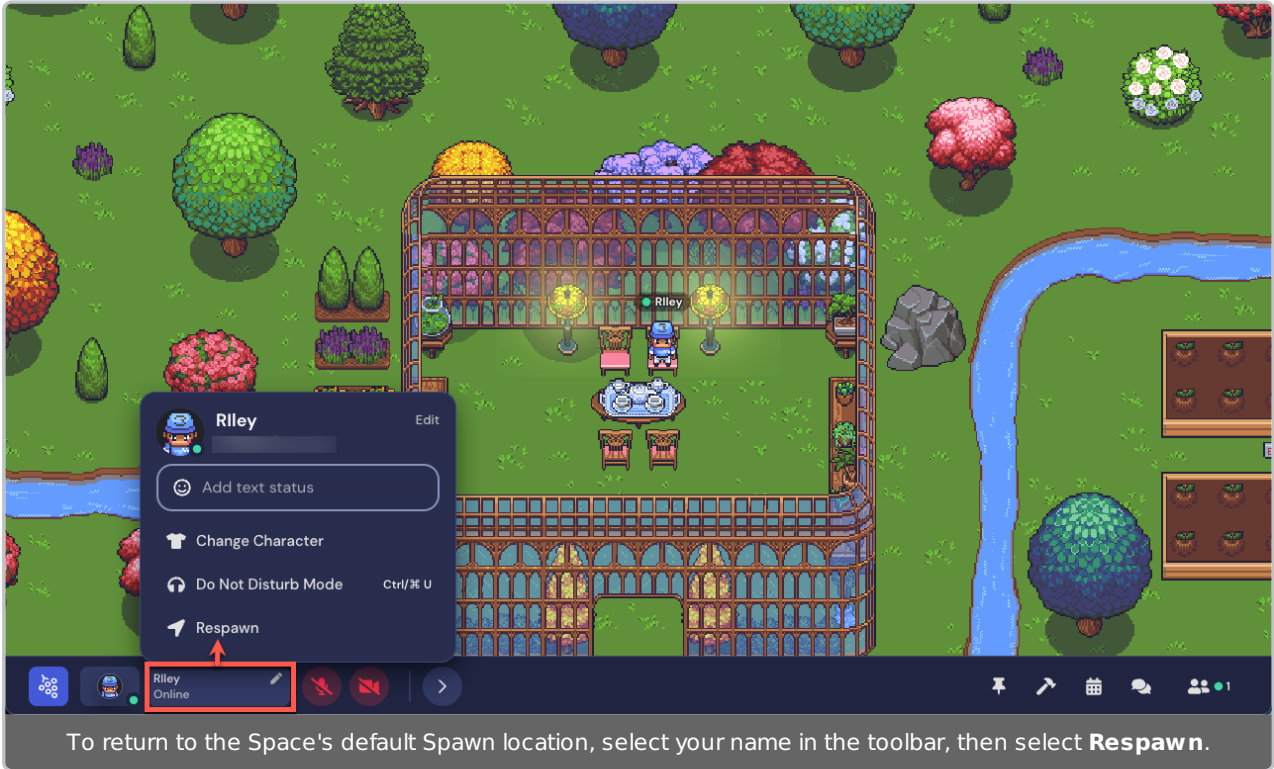 Rlley
Rlley
Edit
Add text status
Change Character
Do Not Disturb Mode Ctrl/⌘ U
Respawn
Rlley
Online
1
To return to the Space's default Spawn location, select your name in the toolbar, then select Respawn.